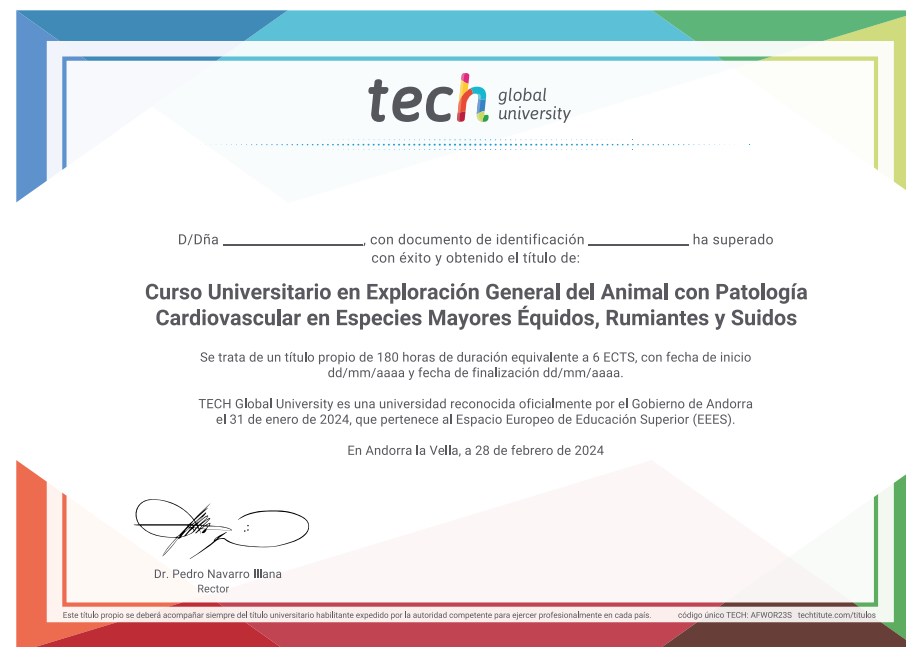 tech global university
D/Dña ____________________, con documento de identificación ______________ ha superado
con éxito y obtenido el título de:
Curso Universitario en Exploración General del Animal con Patología
Cardiovascular en Especies Mayores Équidos, Rumiantes y Suidos
Se trata de un título propio de 180 horas de duración equivalente a 6 ECTS, con fecha de inicio
dd/mm/aaaa y fecha de finalización dd/mm/aaaa.
TECH Global University es una universidad reconocida oficialmente por el Gobierno de Andorra
el 31 de enero de 2024, que pertenece al Espacio Europeo de Educación Superior (EEES).
En Andorra la Vella, a 28 de febrero de 2024
Dr. Pedro Navarro Illana
Rector
Este título propio se deberá acompañar siempre del título universitario habilitante expedido por la autoridad competente para ejercer profesionalmente en cada país. código único TECH: AFWOR23S techtitute.com/titulos